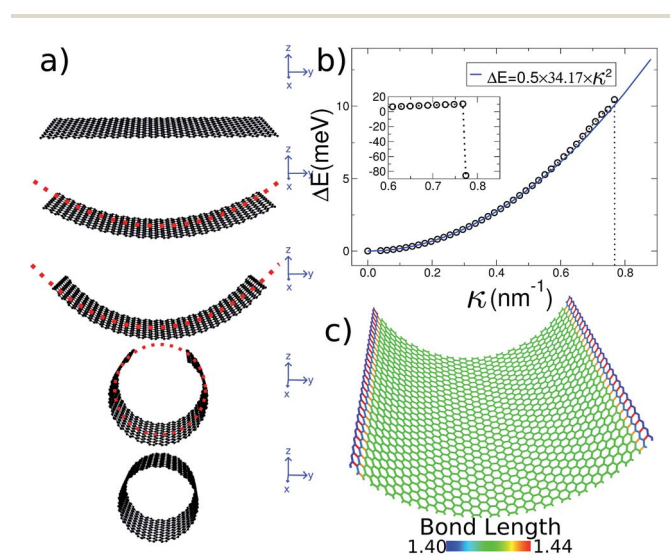 a)
z
y
x
z
y
x
z
y
x
z
y
x
z
y
x
b)
ΔE(meV)
10
5
0
ΔE=0.5×34.17×κ²
20
0
-20
-40
-60
-80
0.6
0.7
0.8
0.0
0.2
0.4
0.6
0.8
κ(nm⁻¹)
c)
Bond Length
1.40
1.44